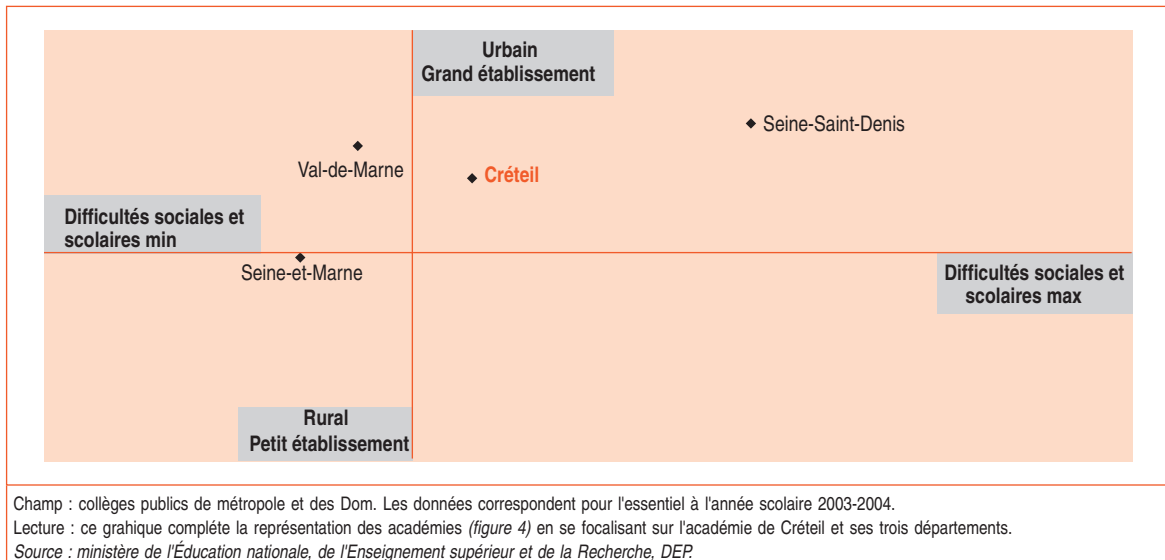 Urbain
Grand établissement
Seine-Saint-Denis
Val-de-Marne
Créteil
Difficultés sociales et
scolaires min
Seine-et-Marne
Difficultés sociales et
scolaires max
Rural
Petit établissement
Champ : collèges publics de métropole et des Dom. Les données correspondent pour l'essentiel à l'année scolaire 2003-2004.
Lecture : ce grahique compléte la représentation des académies (figure 4) en se focalisant sur l'académie de Créteil et ses trois départements.
Source : ministère de l'Éducation nationale, de l'Enseignement supérieur et de la Recherche, DEP.